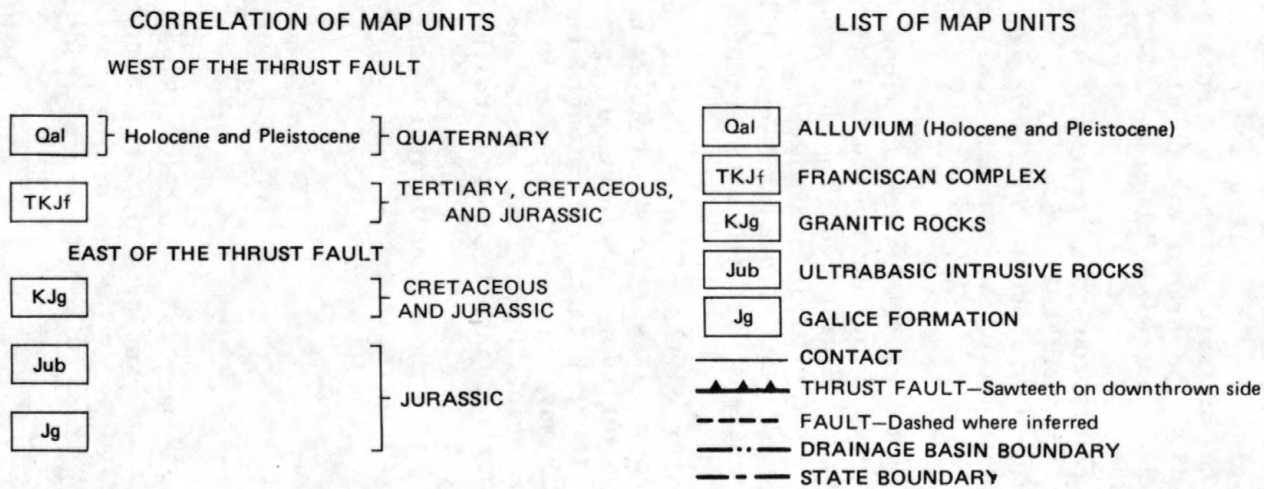 CORRELATION OF MAP UNITS
WEST OF THE THRUST FAULT
Qal Holocene and Pleistocene QUATERNARY
TKJf TERTIARY, CRETACEOUS,
AND JURASSIC
EAST OF THE THRUST FAULT
KJg CRETACEOUS
AND JURASSIC
Jub
JURASSIC
Jg
LIST OF MAP UNITS
Qal ALLUVIUM (Holocene and Pleistocene)
TKJf FRANCISCAN COMPLEX
KJg GRANITIC ROCKS
Jub ULTRABASIC INTRUSIVE ROCKS
Jg GALICE FORMATION
CONTACT
THRUST FAULT—Sawteeth on downthrown side
FAULT—Dashed where inferred
DRAINAGE BASIN BOUNDARY
STATE BOUNDARY